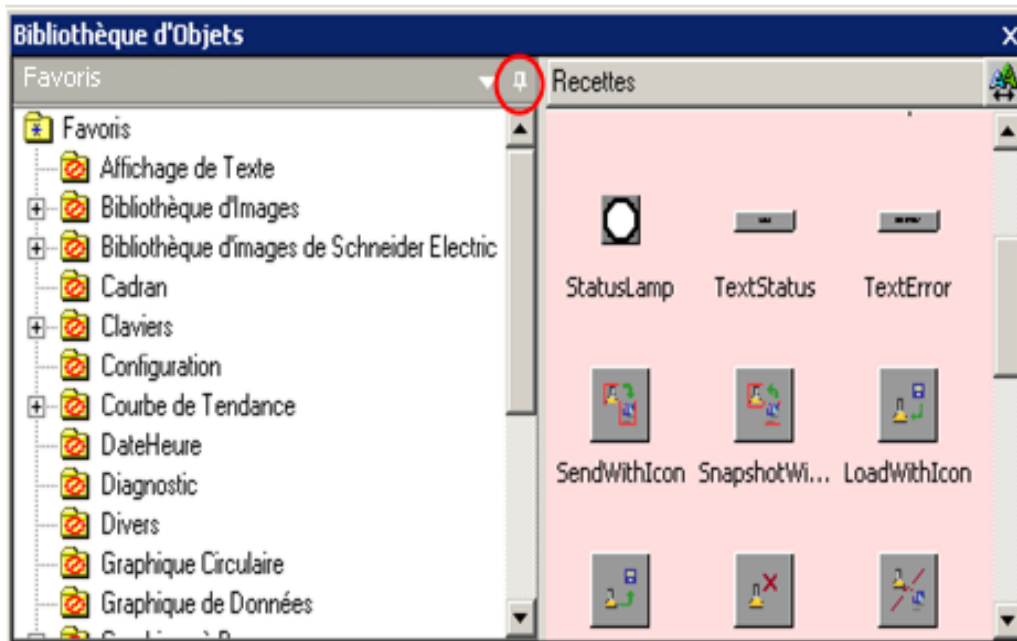 Bibliothèque d'Objets
Favoris
Recettes
Favoris
Affichage de Texte
Bibliothèque d'Images
Bibliothèque d'images de Schneider Electric
Cadran
Claviers
Configuration
Courbe de Tendance
DateHeure
Diagnostic
Divers
Graphique Circulaire
Graphique de Données
StatusLamp TextStatus TextError
SendWithIcon SnapshotWi... LoadWithIcon